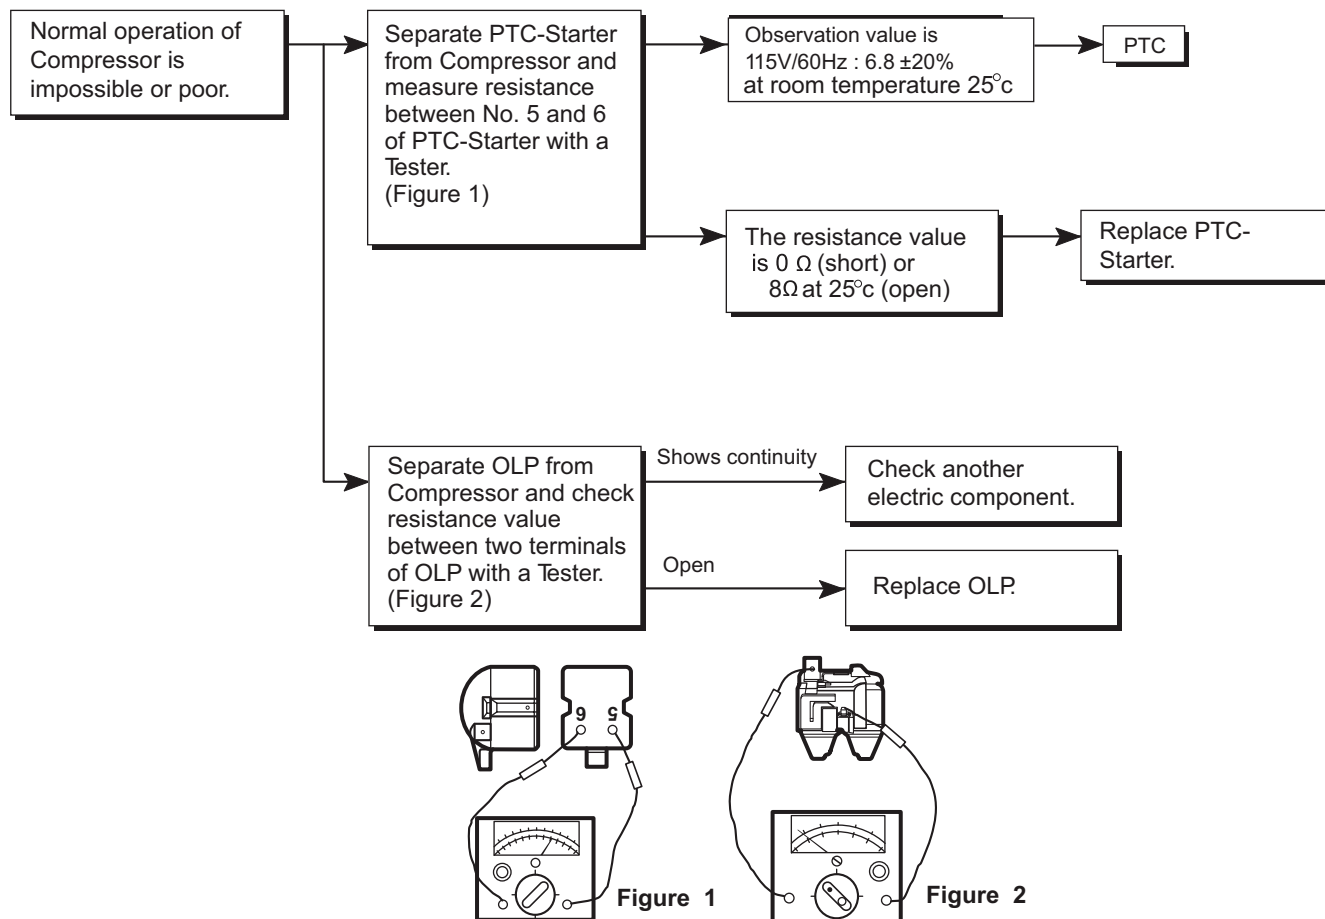 Normal operation of
Compressor is
impossible or poor.
Separate PTC-Starter
from Compressor and
measure resistance
between No. 5 and 6
of PTC-Starter with a
Tester.
(Figure 1)
Observation value is
115V/60Hz : 6.8 ±20%
at room temperature 25°c
PTC
The resistance value
is 0 Ω (short) or
8Ω at 25°c (open)
Replace PTC-
Starter.
Separate OLP from
Compressor and check
resistance value
between two terminals
of OLP with a Tester.
(Figure 2)
Shows continuity
Check another
electric component.
Open
Replace OLP.
6 5
Figure 1
Figure 2